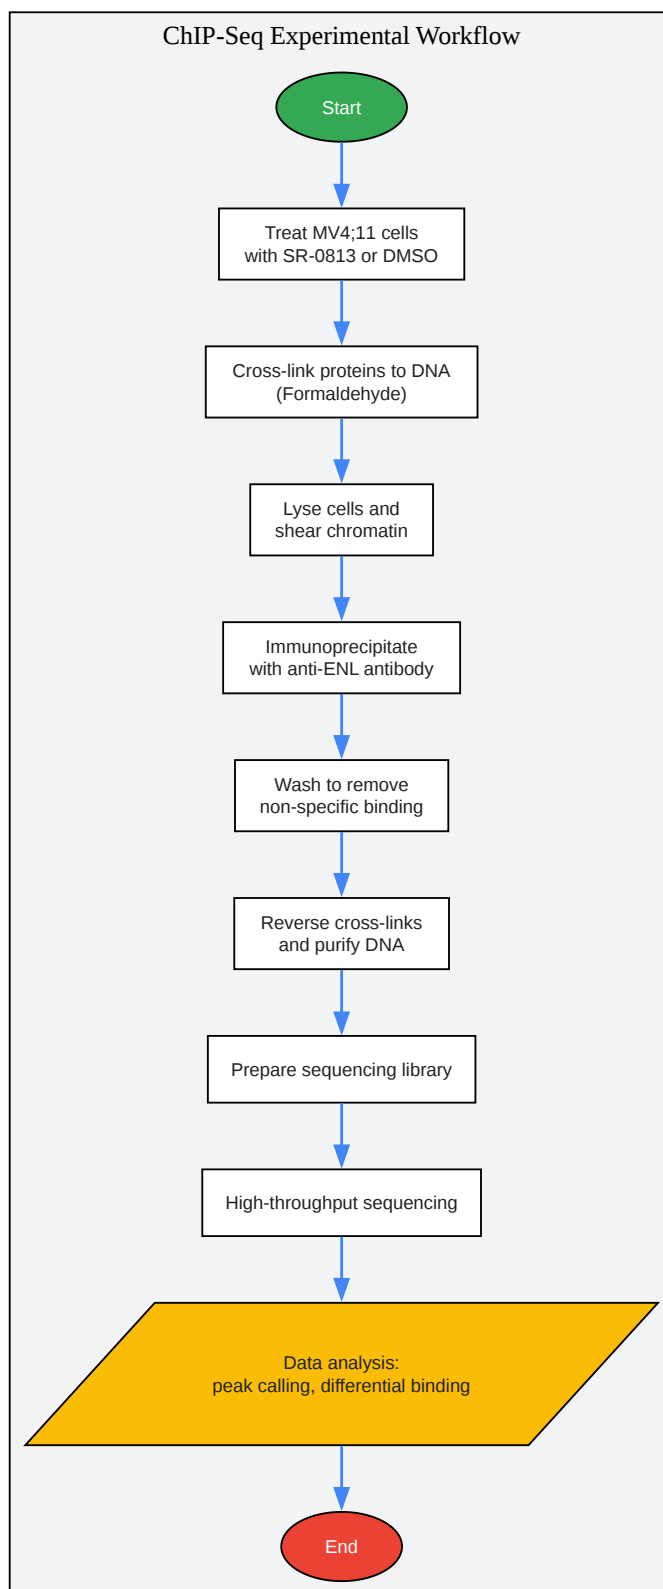 ChIP-Seq Experimental Workflow
Start
Treat MV4;11 cells
with SR-0813 or DMSO
Cross-link proteins to DNA
(Formaldehyde)
Lyse cells and
shear chromatin
Immunoprecipitate
with anti-ENL antibody
Wash to remove
non-specific binding
Reverse cross-links
and purify DNA
Prepare sequencing library
High-throughput sequencing
Data analysis:
peak calling, differential binding
End